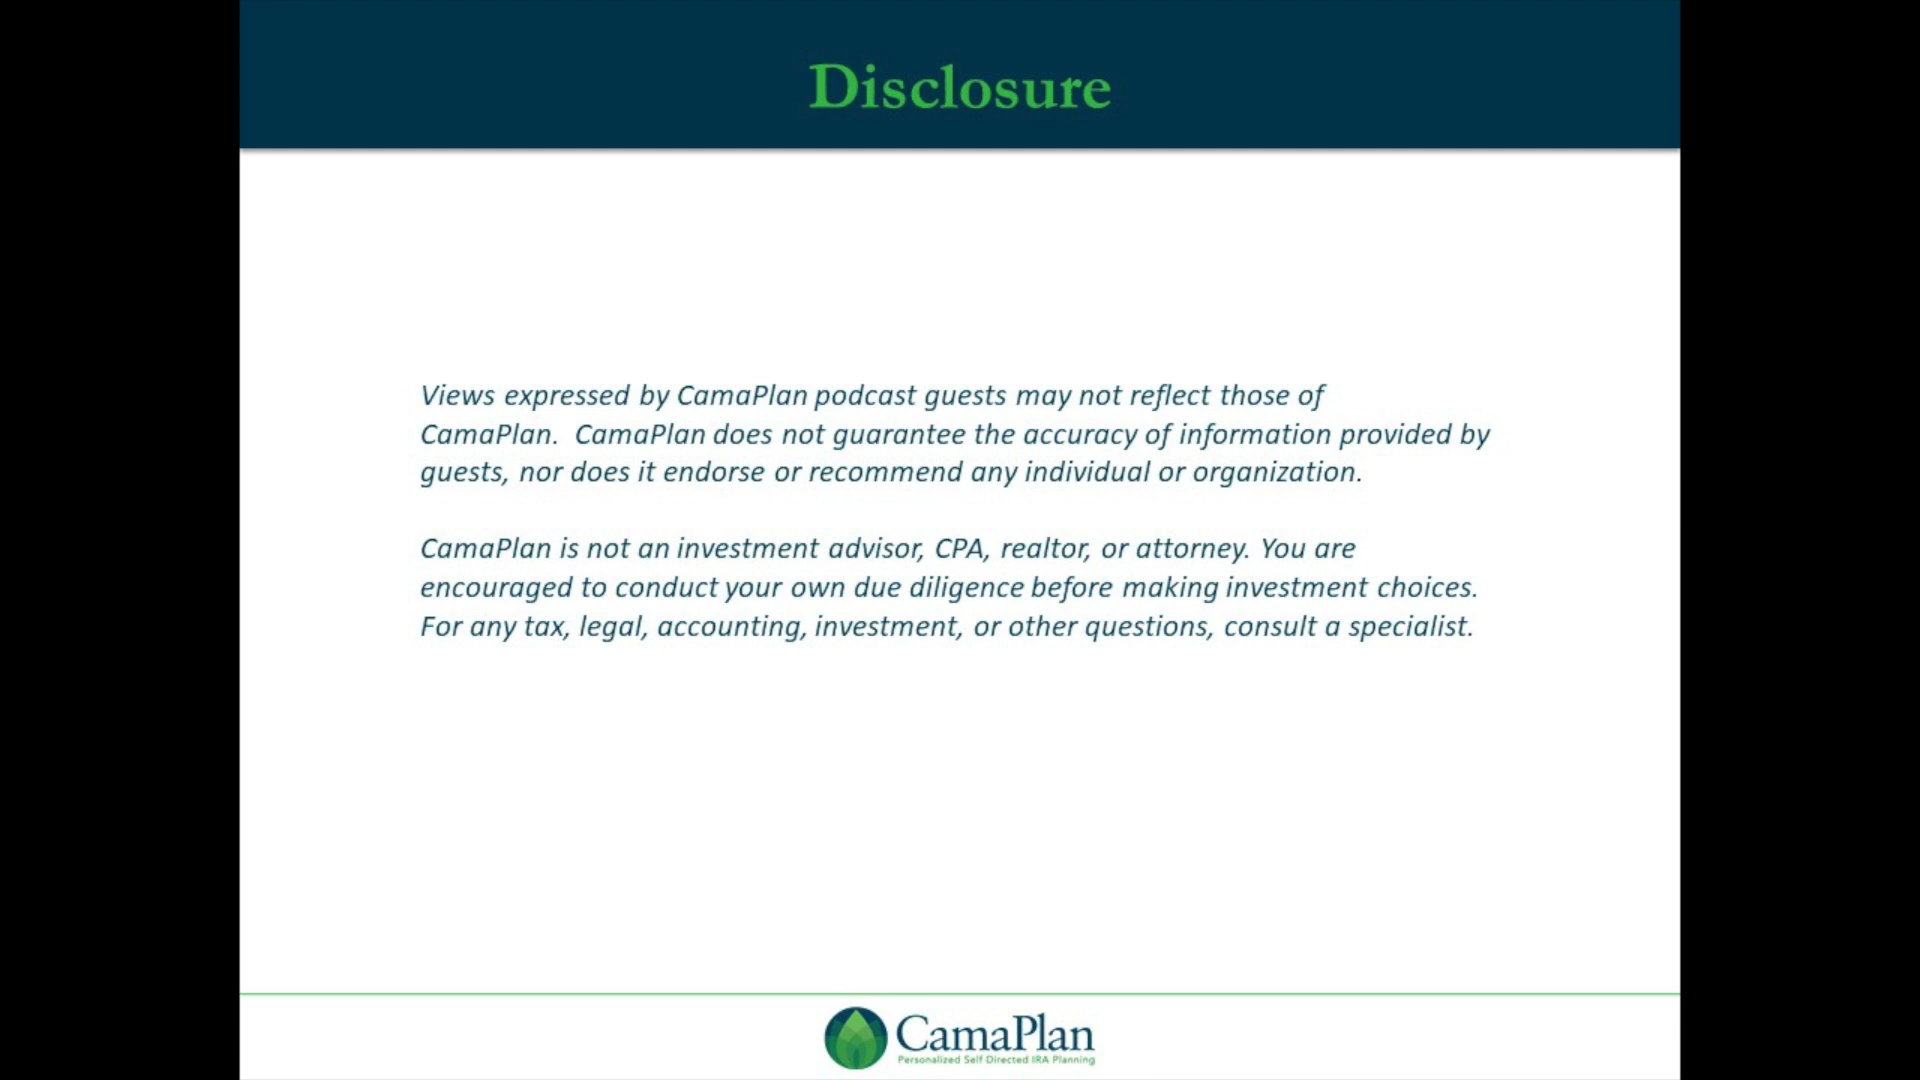 Disclosure
Views expressed by CamaPlan podcast guests may not reflect those of
CamaPlan.  CamaPlan does not guarantee the accuracy of information provided by
guests, nor does it endorse or recommend any individual or organization.
CamaPlan is not an investment advisor, CPA, realtor, or attorney. You are
encouraged to conduct your own due diligence before making investment choices.
For any tax, legal, accounting, investment, or other questions, consult a specialist.
CamaPlan
Personalized Self Directed IRA Planning